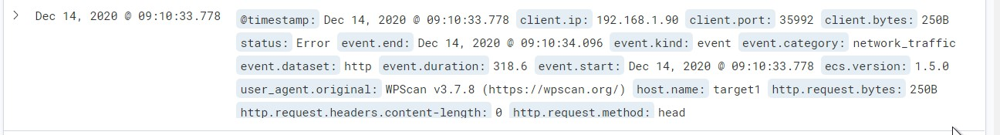 Dec 14, 2020 @ 09:10:33.778 @timestamp: Dec 14, 2020 @ 09:10:33.778 client.ip: 192.168.1.90 client.port: 35992 client.bytes: 250B
status: Error event.end: Dec 14, 2020 @ 09:10:34.096 event.kind: event event.category: network_traffic
event.dataset: http event.duration: 318.6 event.start: Dec 14, 2020 @ 09:10:33.778 ecs.version: 1.5.0
user_agent.original: WPScan v3.7.8 (https://wpscan.org/) host.name: target1 http.request.bytes: 250B
http.request.headers.content-length: 0 http.request.method: head